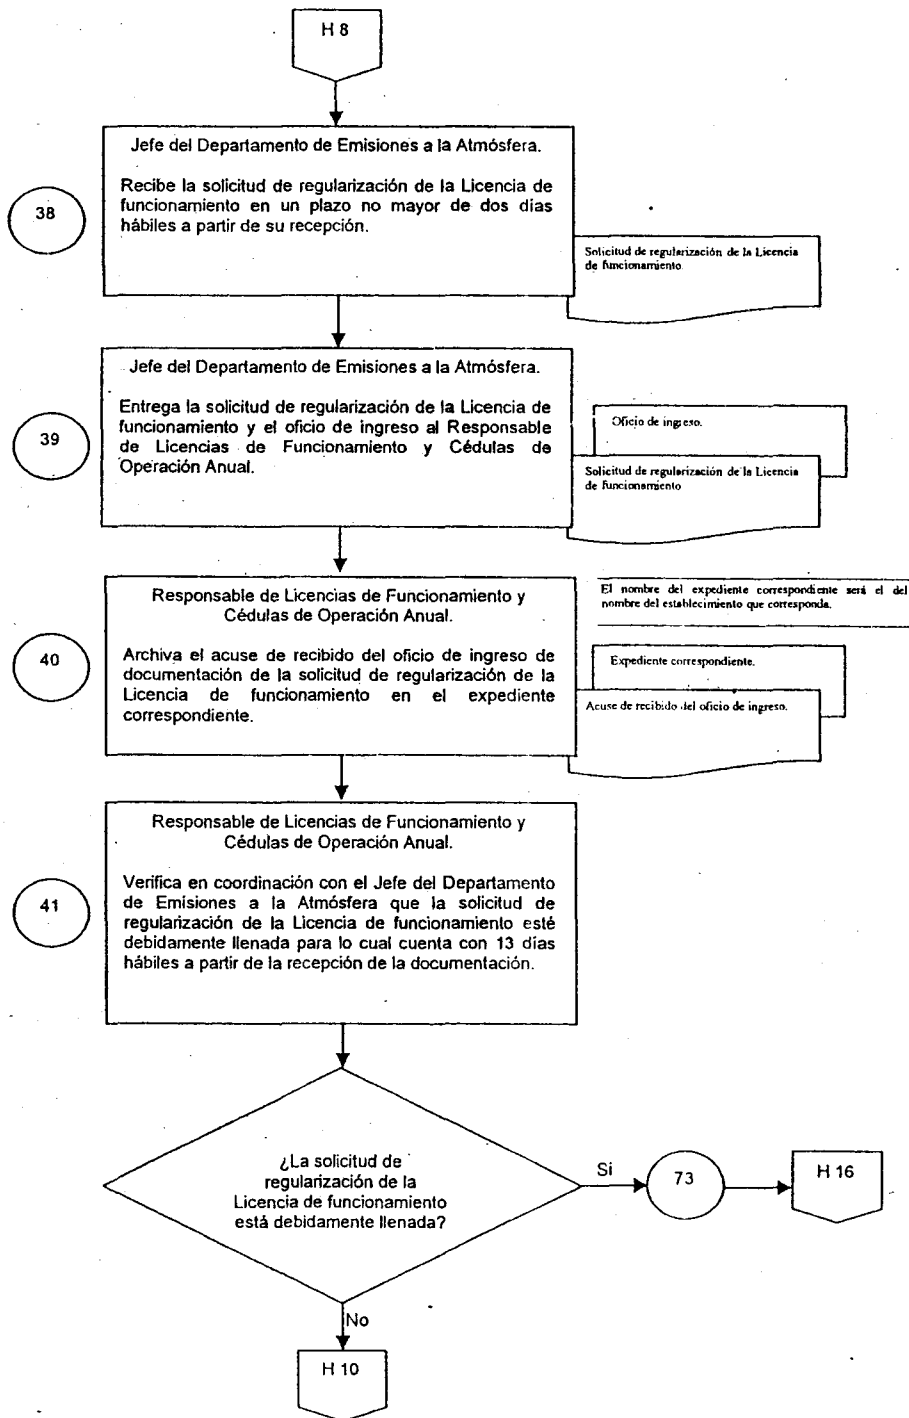 H 8
Jefe del Departamento de Emisiones a la Atmósfera.
38
Recibe la solicitud de regularización de la Licencia de
funcionamiento en un plazo no mayor de dos días
hábiles a partir de su recepción.
Solicitud de regularización de la Licencia
de funcionamiento
Jefe del Departamento de Emisiones a la Atmósfera.
39
Entrega la solicitud de regularización de la Licencia de
funcionamiento y el oficio de ingreso al Responsable
de Licencias de Funcionamiento y Cédulas de
Operación Anual.
Oficio de ingreso.
Solicitud de regularización de la Licencia
de funcionamiento
Responsable de Licencias de Funcionamiento y
Cédulas de Operación Anual.
40
Archiva el acuse de recibido del oficio de ingreso de
documentación de la solicitud de regularización de la
Licencia de funcionamiento en el expediente
correspondiente.
El nombre del expediente correspondiente será el del
nombre del establecimiento que corresponda.
Expediente correspondiente.
Acuse de recibido del oficio de ingreso.
Responsable de Licencias de Funcionamiento y
Cédulas de Operación Anual.
41
Verifica en coordinación con el Jefe del Departamento
de Emisiones a la Atmósfera que la solicitud de
regularización de la Licencia de funcionamiento esté
debidamente llenada para lo cual cuenta con 13 días
hábiles a partir de la recepción de la documentación.
¿La solicitud de
regularización de la
Licencia de funcionamiento
está debidamente llenada?
Si
73
H 16
No
H 10